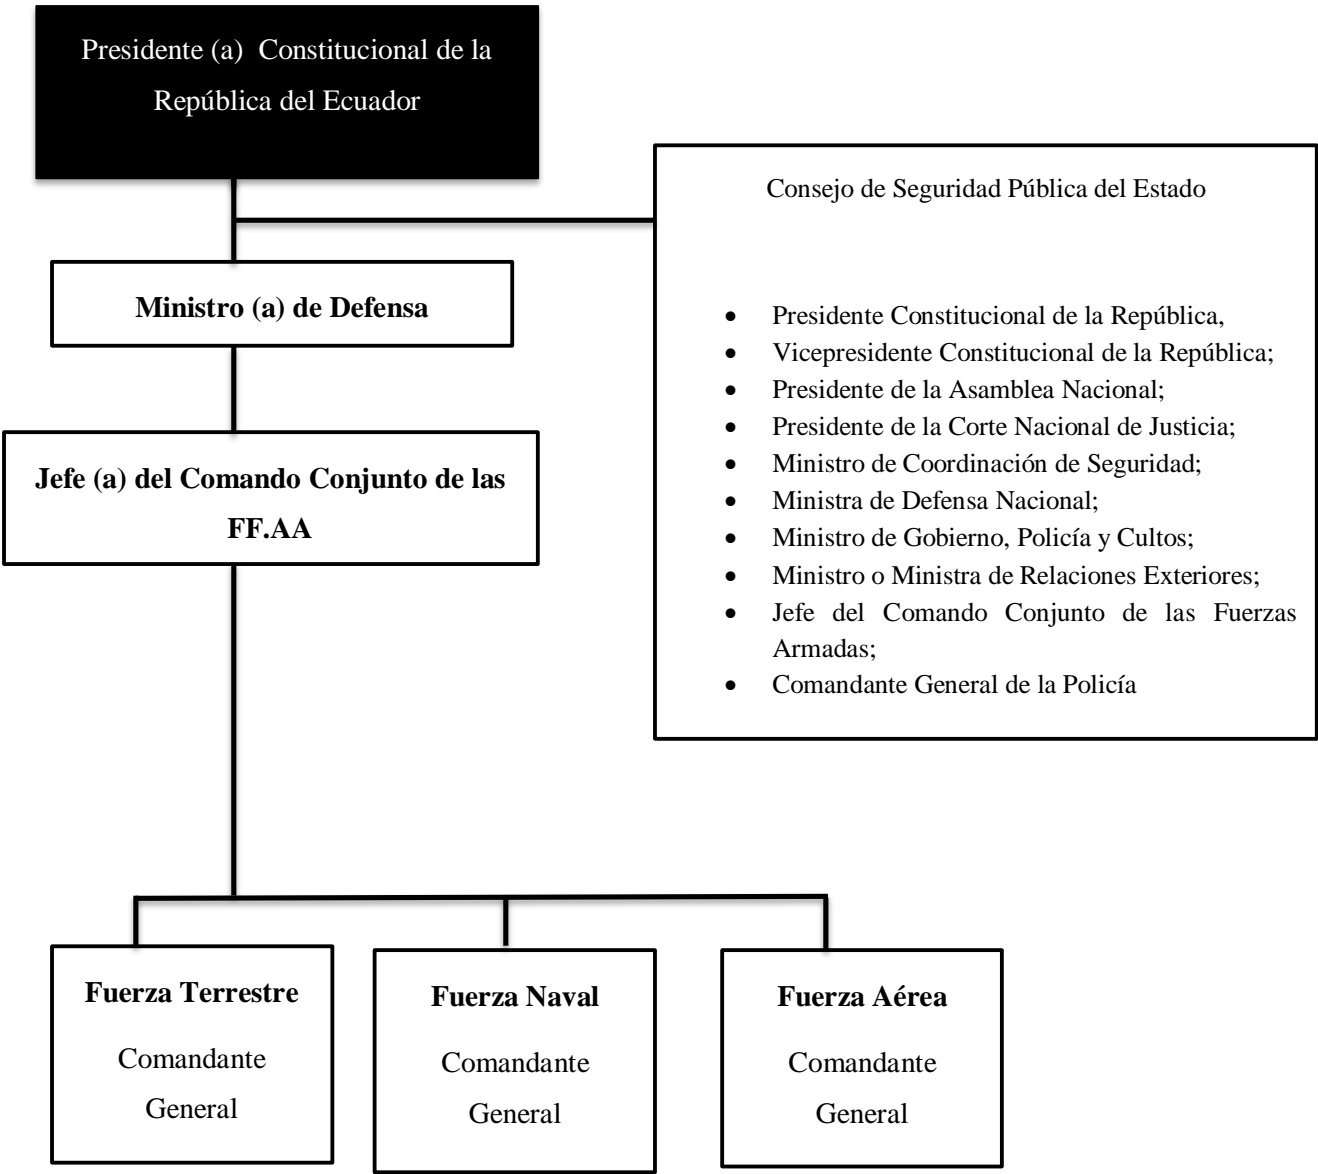 Presidente (a) Constitucional de la
República del Ecuador
Consejo de Seguridad Pública del Estado
Ministro (a) de Defensa
• Presidente Constitucional de la República,
• Vicepresidente Constitucional de la República;
• Presidente de la Asamblea Nacional;
• Presidente de la Corte Nacional de Justicia;
• Ministro de Coordinación de Seguridad;
• Ministra de Defensa Nacional;
• Ministro de Gobierno, Policía y Cultos;
• Ministro o Ministra de Relaciones Exteriores;
• Jefe del Comando Conjunto de las Fuerzas
Armadas;
• Comandante General de la Policía
Jefe (a) del Comando Conjunto de las
FF.AA
Fuerza Terrestre
Comandante
General
Fuerza Naval
Comandante
General
Fuerza Aérea
Comandante
General